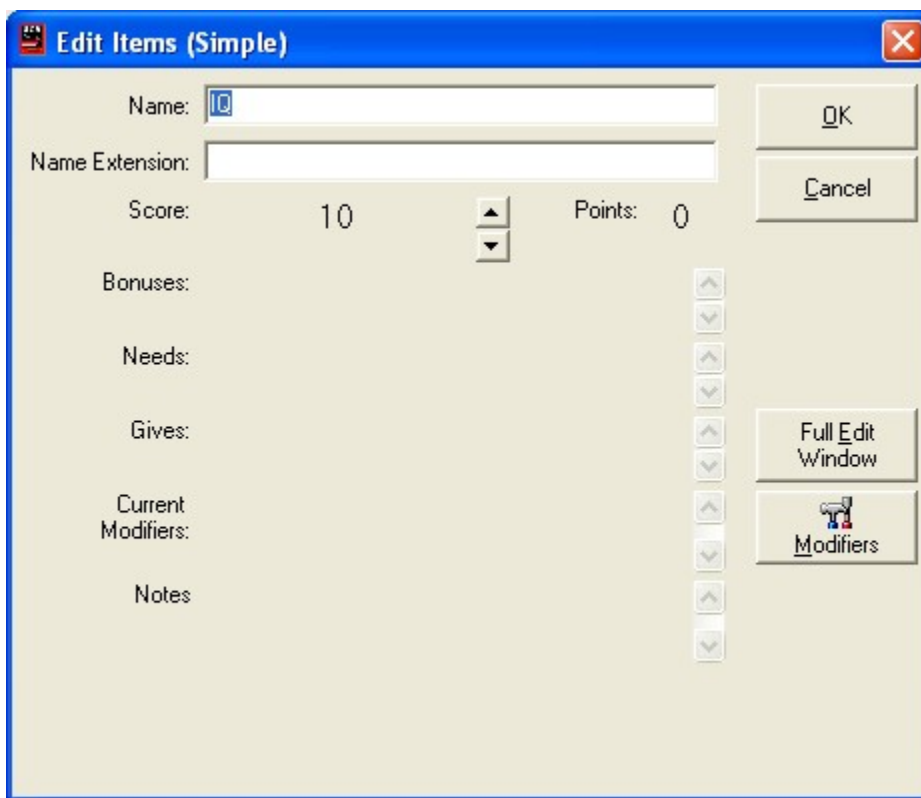 Edit Items (Simple)
Name: IQ
OK
Name Extension:
Cancel
Score: 10 Points: 0
Bonuses:
Needs:
Gives:
Full Edit
Window
Current
Modifiers:
Modifiers
Notes